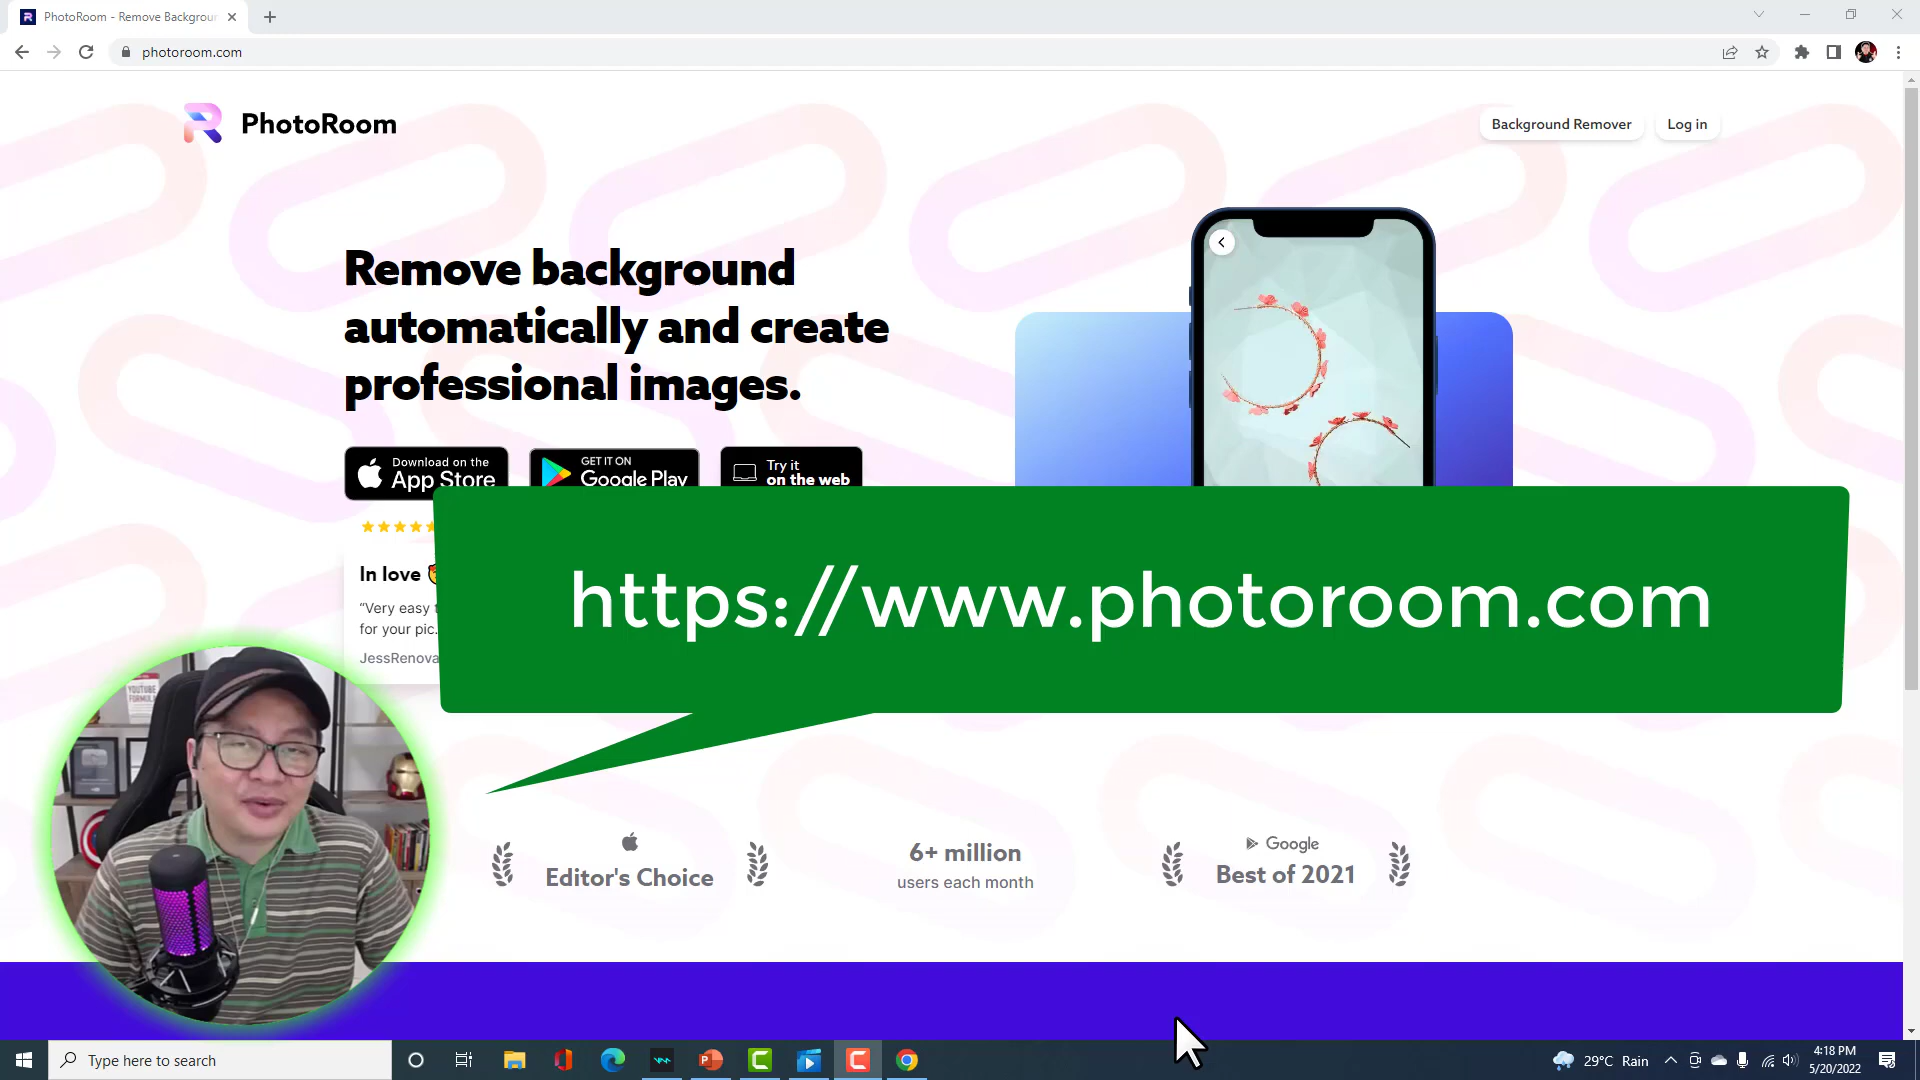 PhotoRoom - Remove Backgroun
photoroom.com
PhotoRoom
Background Remover
Log in
Remove background
automatically and create
professional images.
Download on the
App Store
GET IT ON
Google Play
Try it
on the web
In love
“Very easy t
for your pic.
JessRenova
https://www.photoroom.com
YOUTUBE
FORMULA
Editor's Choice
6+ million
users each month
Google
Best of 2021
Type here to search
29°C Rain
4:18 PM
5/20/2022